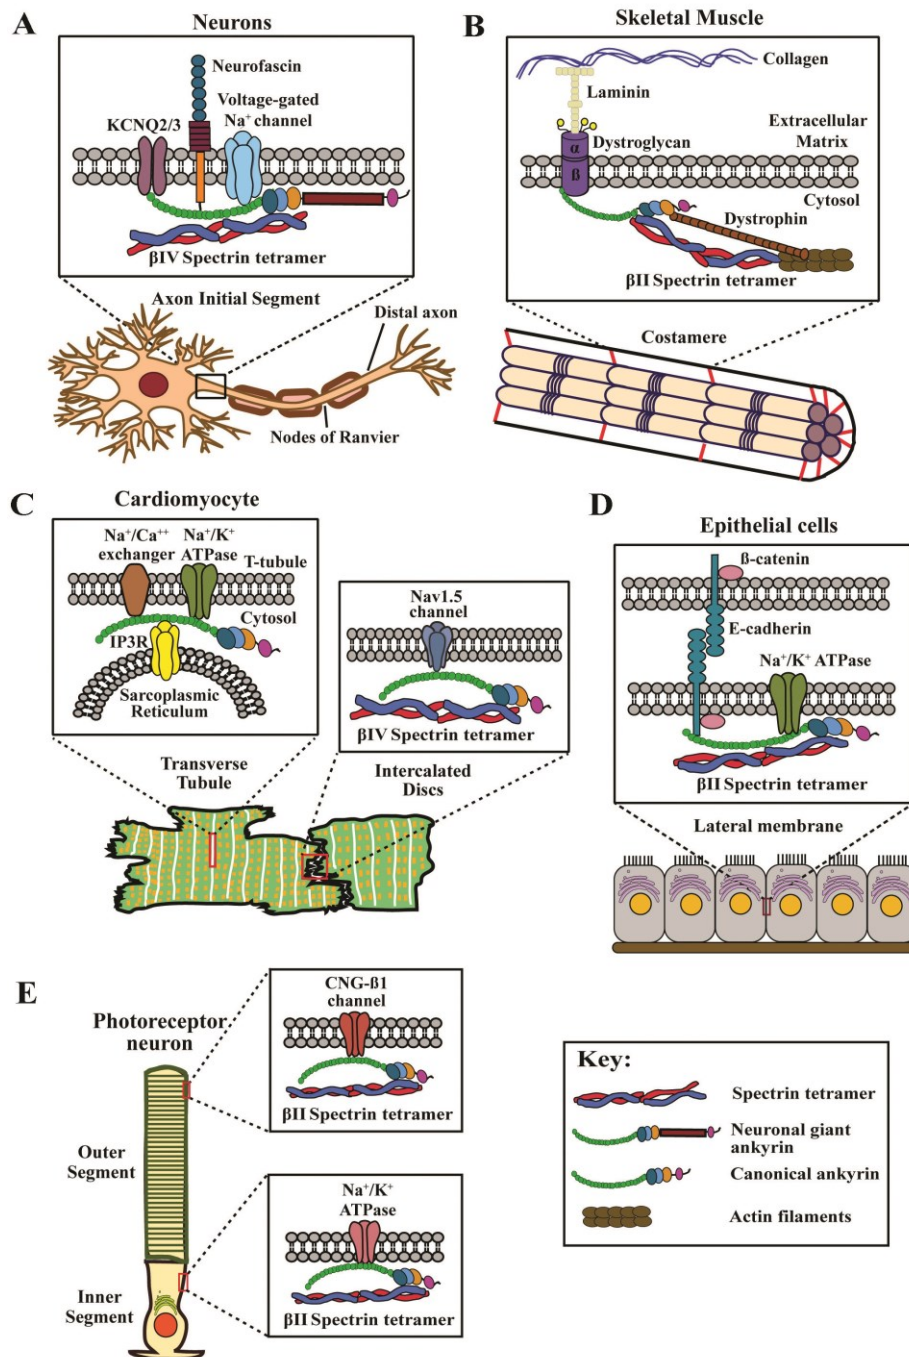 A
Neurons
Neurofascin
Voltage-gated
Na⁺ channel
KCNQ2/3
βIV Spectrin tetramer
Axon Initial Segment
Distal axon
Nodes of Ranvier
B
Skeletal Muscle
Collagen
Laminin
Extracellular
Matrix
α
Dystroglycan
β
Cytosol
Dystrophin
βII Spectrin tetramer
Costamere
C
Cardiomyocyte
Na⁺/Ca⁺⁺
exchanger
Na⁺/K⁺
ATPase
T-tubule
Cytosol
IP3R
Sarcoplasmic
Reticulum
Nav1.5
channel
βIV Spectrin tetramer
Transverse
Tubule
Intercalated
Discs
D
Epithelial cells
ß-catenin
E-cadherin
Na⁺/K⁺ ATPase
βII Spectrin tetramer
Lateral membrane
E
Photoreceptor
neuron
CNG-ß1
channel
βII Spectrin tetramer
Outer
Segment
Na⁺/K⁺
ATPase
βII Spectrin tetramer
Inner
Segment
Key:
Spectrin tetramer
Neuronal giant
ankyrin
Canonical ankyrin
Actin filaments